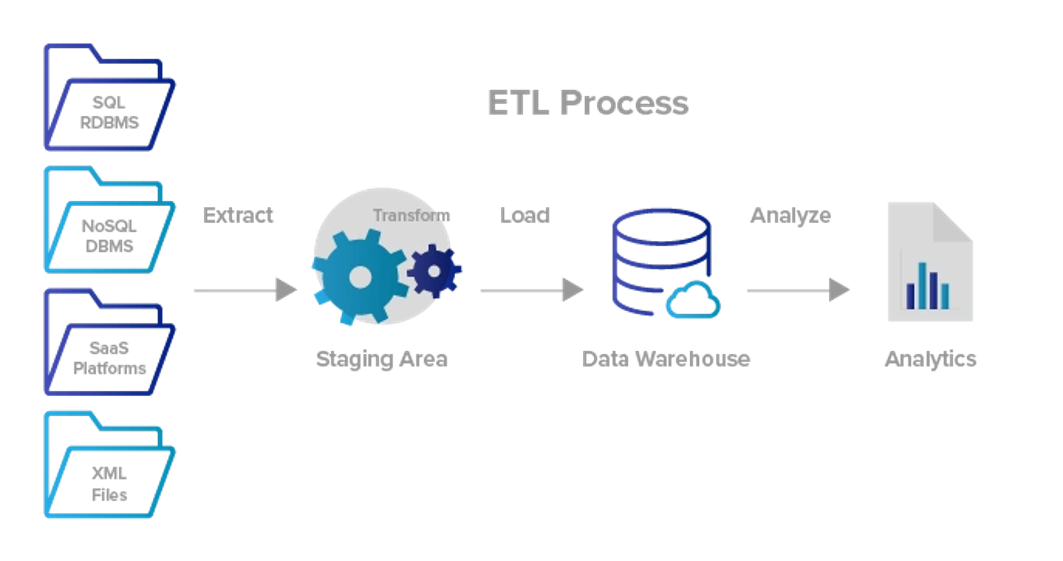 ETL Process
SQL
RDBMS
NoSQL
DBMS
SaaS
Platforms
XML
Files
Extract
Transform
Staging Area
Load
Data Warehouse
Analyze
Analytics